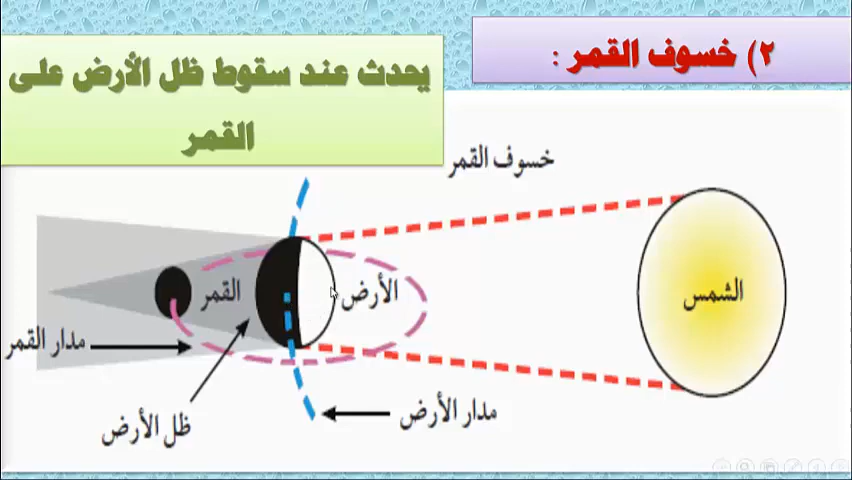 ٢) خسوف القمر :
يحدث عند سقوط ظل الأرض على
القمر
خسوف القمر
الشمس
الأرض
القمر
مدار القمر
ظل الأرض
مدار الأرض